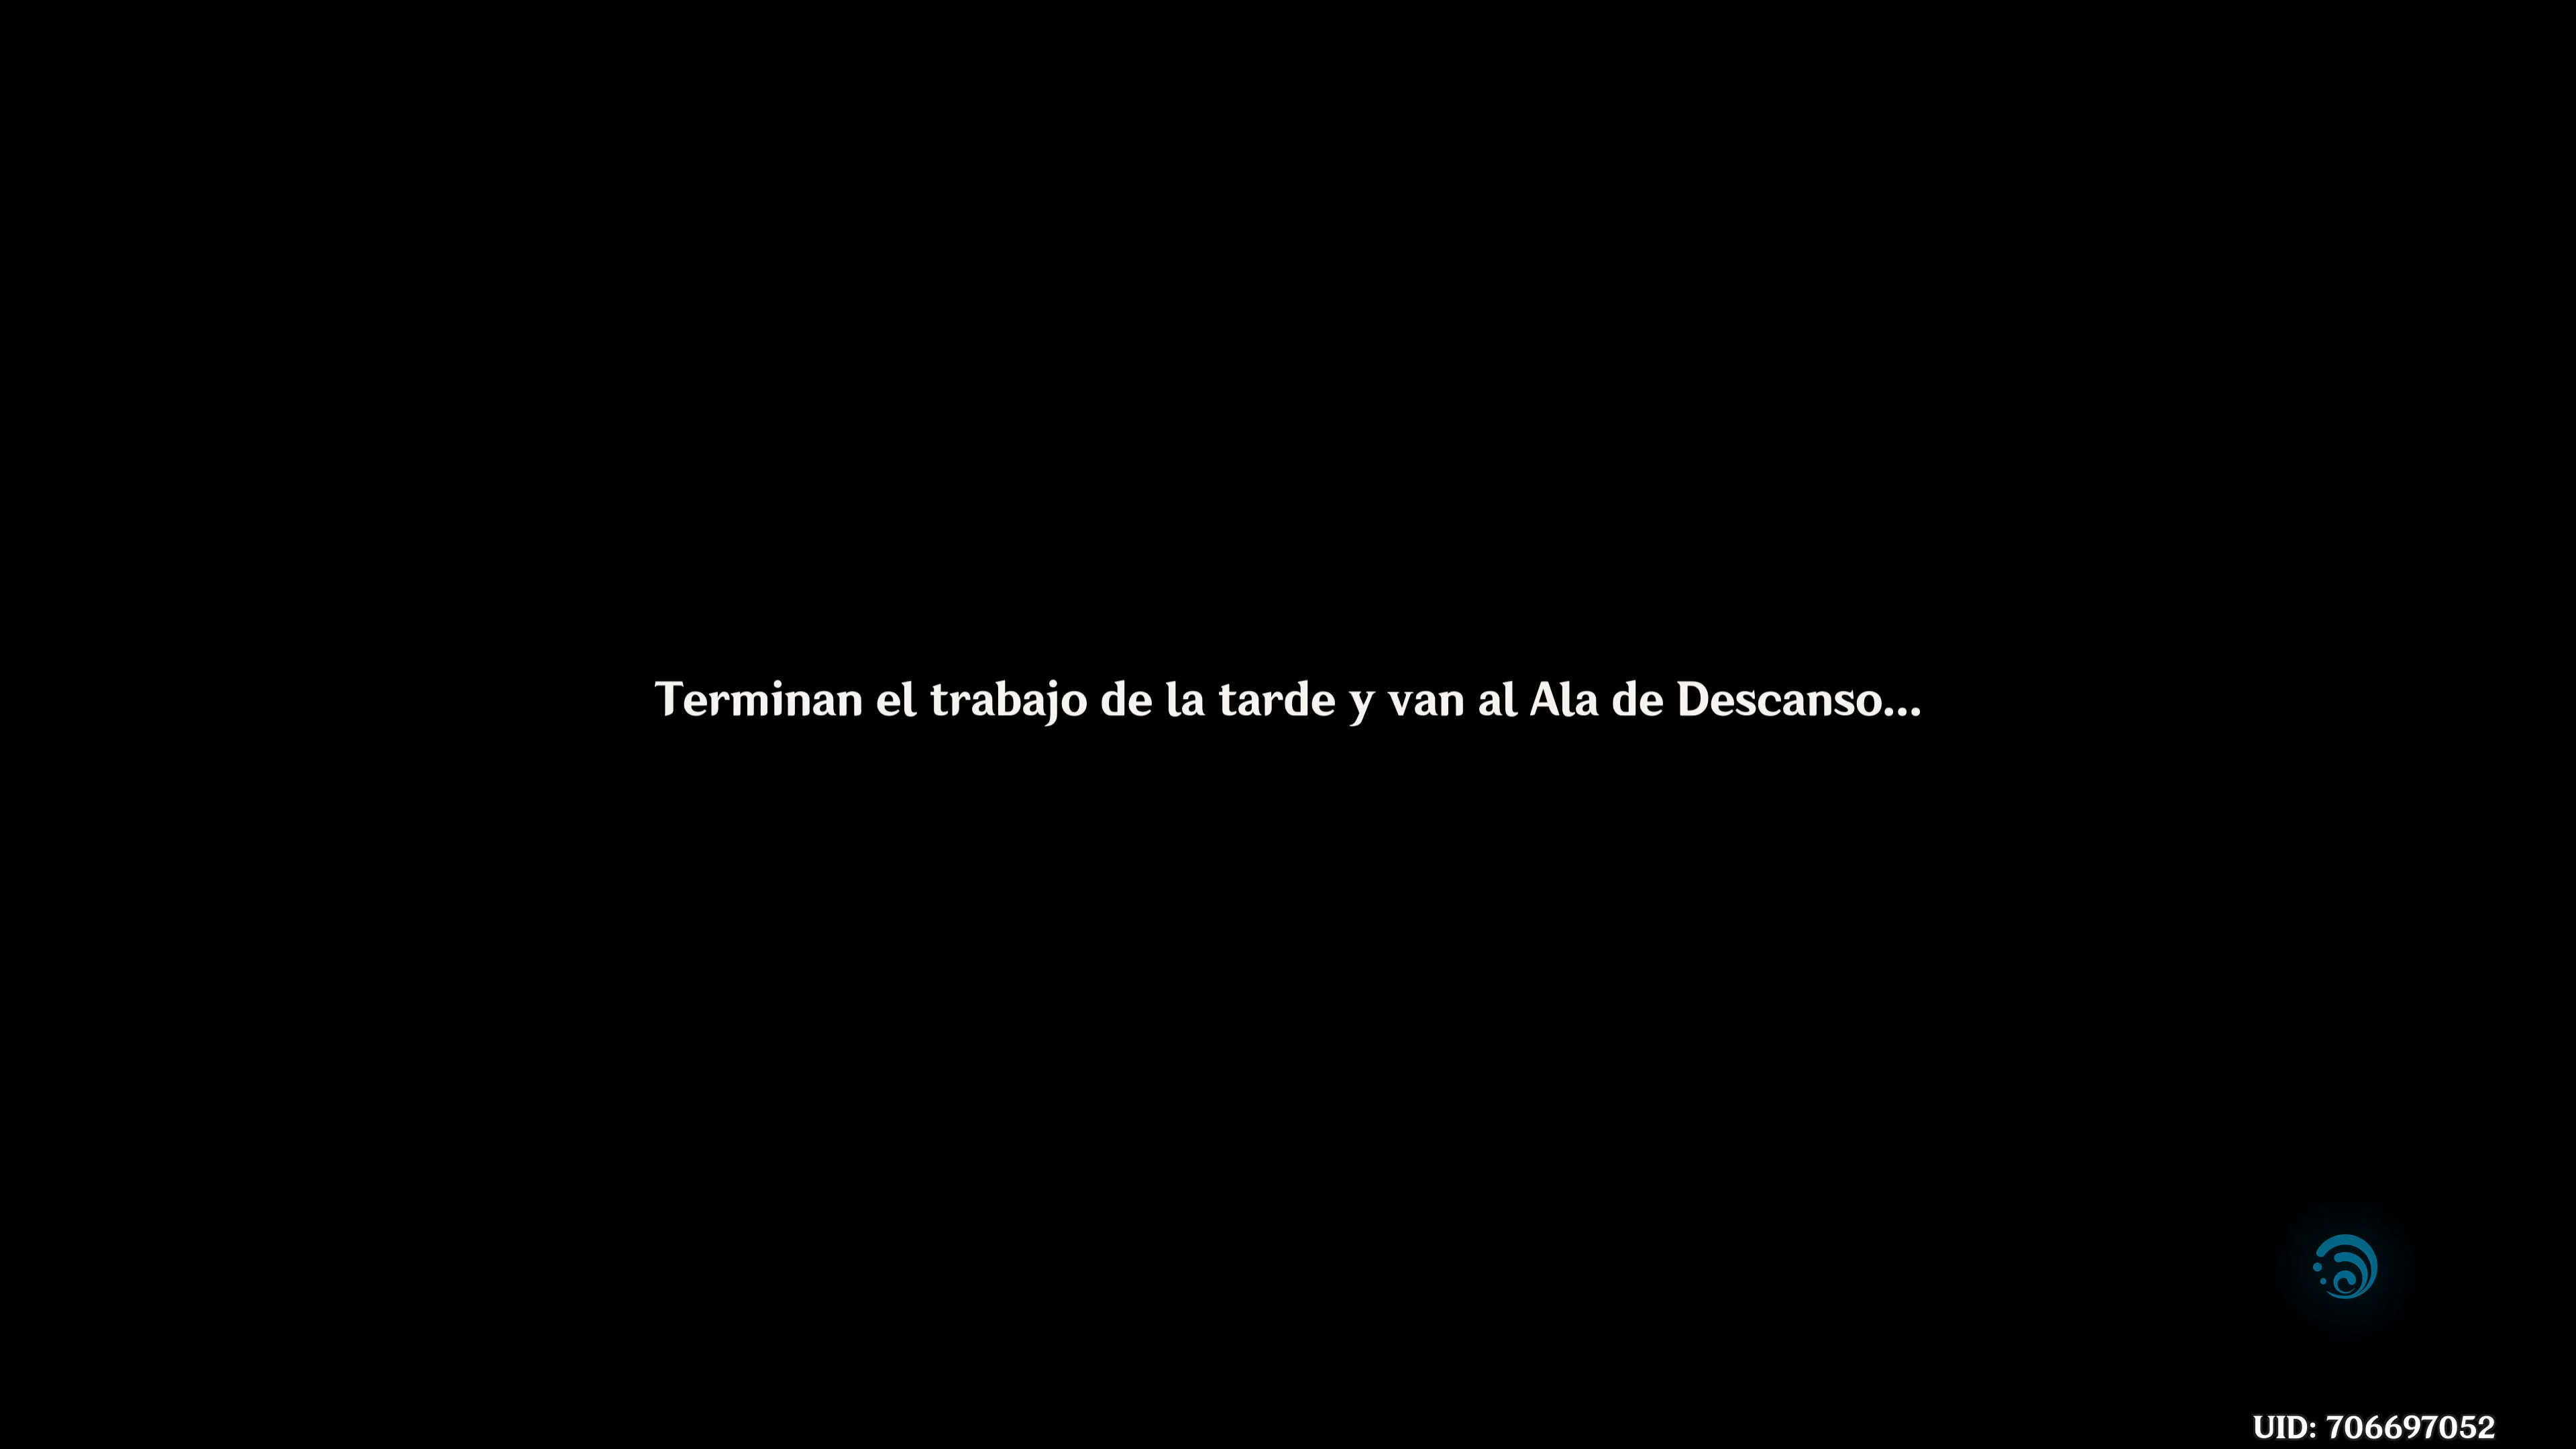 Terminan el trabajo de la tarde y van al Ala de Descanso...
UID: 706697052